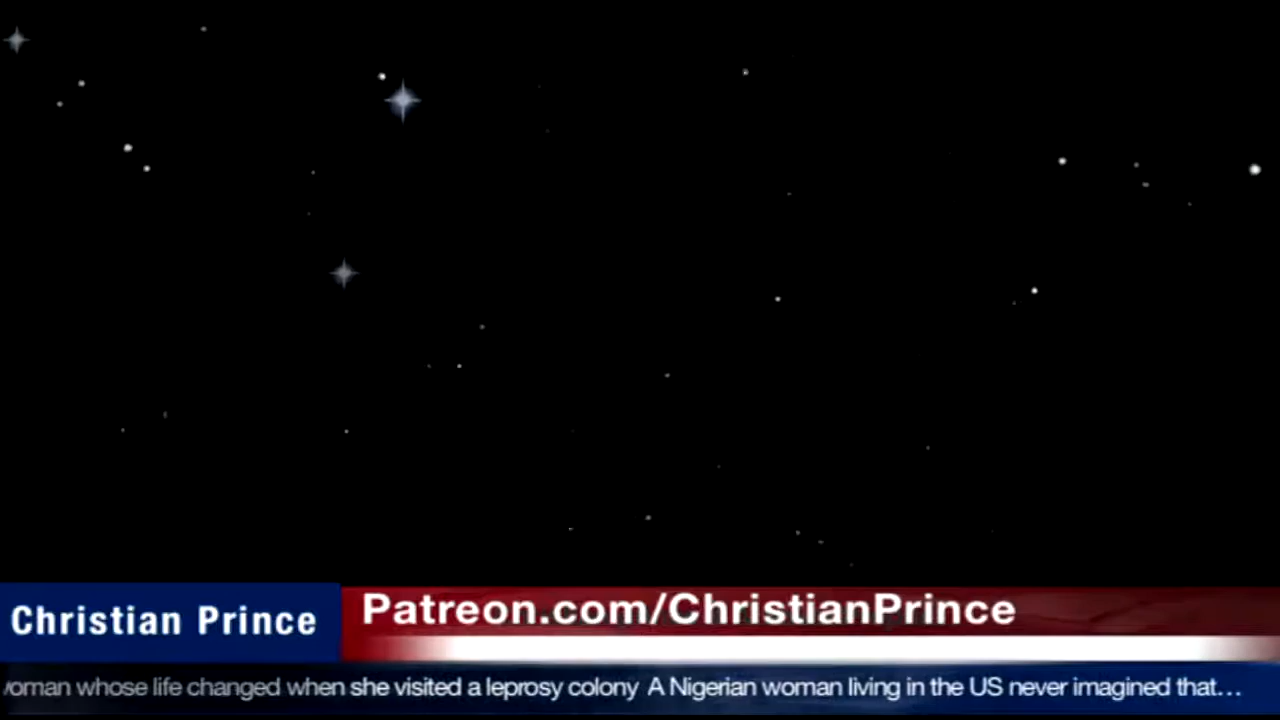 Christian Prince
Patreon.com/ChristianPrince
whose life changed when she visited a leprosy colony A Nigerian woman living in the US never imagined that...